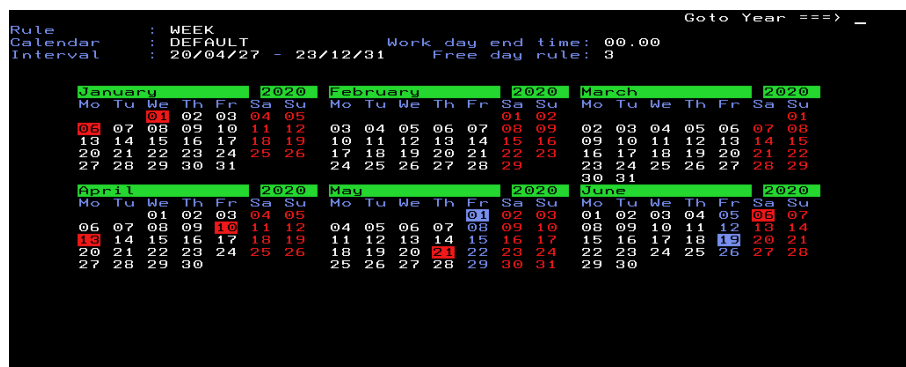 Goto Year ===> _
Rule : WEEK
Calendar : DEFAULT Work day end time: 00.00
Interval : 20/04/27 - 23/12/31 Free day rule: 3
January 2020 February 2020 March 2020
Mo Tu We Th Fr Sa Su Mo Tu We Th Fr Sa Su Mo Tu We Th Fr Sa Su
01 02 03 04 05 01 02 01
06 07 08 09 10 11 12 03 04 05 06 07 08 09 02 03 04 05 06 07 08
13 14 15 16 17 18 19 10 11 12 13 14 15 16 09 10 11 12 13 14 15
20 21 22 23 24 25 26 17 18 19 20 21 22 23 16 17 18 19 20 21 22
27 28 29 30 31 24 25 26 27 28 29 23 24 25 26 27 28 29
30 31
April 2020 May 2020 June 2020
Mo Tu We Th Fr Sa Su Mo Tu We Th Fr Sa Su Mo Tu We Th Fr Sa Su
01 02 03 04 05 01 02 03 01 02 03 04 05 06 07
06 07 08 09 10 11 12 04 05 06 07 08 09 10 08 09 10 11 12 13 14
13 14 15 16 17 18 19 11 12 13 14 15 16 17 15 16 17 18 19 20 21
20 21 22 23 24 25 26 18 19 20 21 22 23 24 22 23 24 25 26 27 28
27 28 29 30 25 26 27 28 29 30 31 29 30